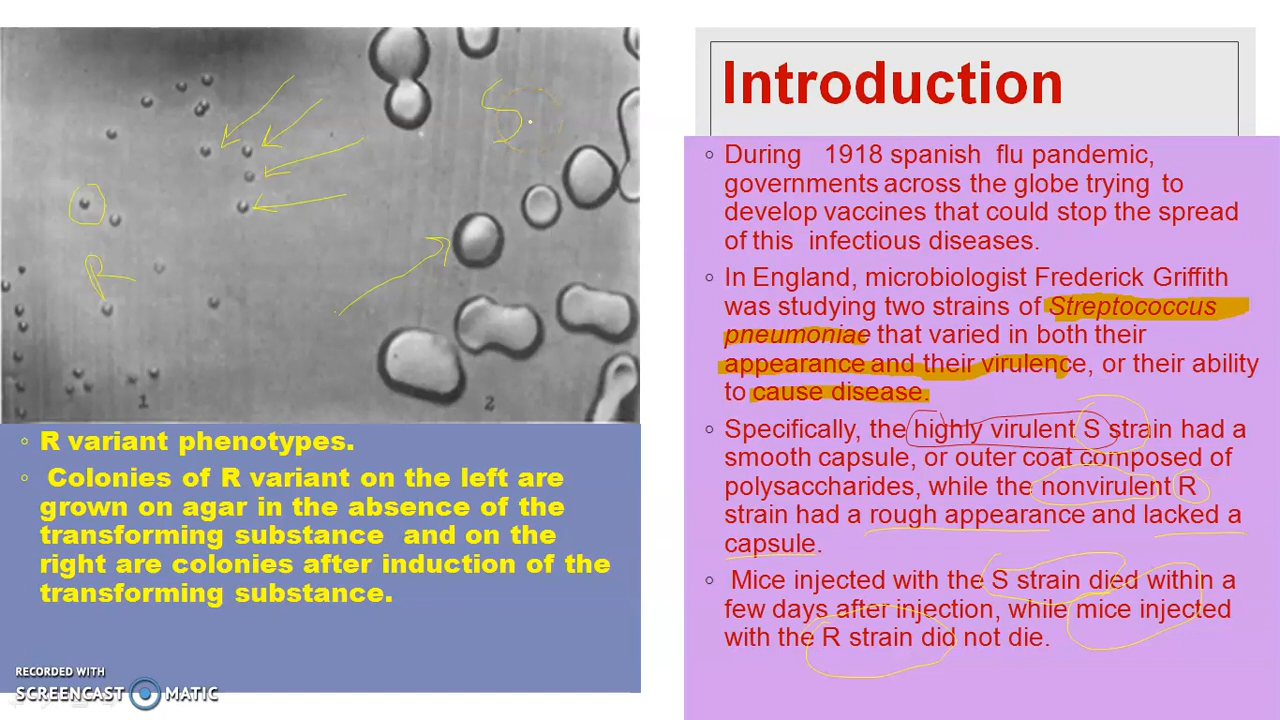 S
R
1
2
◦ R variant phenotypes.
◦ Colonies of R variant on the left are
grown on agar in the absence of the
transforming substance and on the
right are colonies after induction of the
transforming substance.
RECORDED WITH
SCREENCAST MATIC
Introduction
◦ During 1918 spanish flu pandemic,
governments across the globe trying to
develop vaccines that could stop the spread
of this infectious diseases.
◦ In England, microbiologist Frederick Griffith
was studying two strains of Streptococcus
pneumoniae that varied in both their
appearance and their virulence, or their ability
to cause disease.
◦ Specifically, the highly virulent S strain had a
smooth capsule, or outer coat composed of
polysaccharides, while the nonvirulent R
strain had a rough appearance and lacked a
capsule.
◦ Mice injected with the S strain died within a
few days after injection, while mice injected
with the R strain did not die.